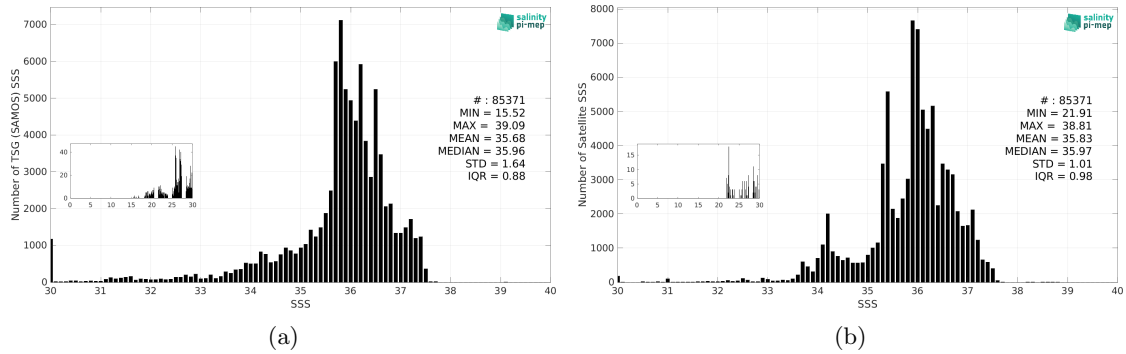 salinity
pi-mep
Number of TSG (SAMOS) SSS
7000
6000
5000
4000
3000
2000
1000
0
# : 85371
MIN = 15.52
MAX = 39.09
MEAN = 35.68
MEDIAN = 35.96
STD = 1.64
IQR = 0.88
40
20
0
0 5 10 15 20 25 30
30 31 32 33 34 35 36 37 38 39 40
SSS
(a)
salinity
pi-mep
Number of Satellite SSS
8000
7000
6000
5000
4000
3000
2000
1000
0
# : 85371
MIN = 21.91
MAX = 38.81
MEAN = 35.83
MEDIAN = 35.97
STD = 1.01
IQR = 0.98
15
10
5
0
0 5 10 15 20 25 30
30 31 32 33 34 35 36 37 38 39 40
SSS
(b)